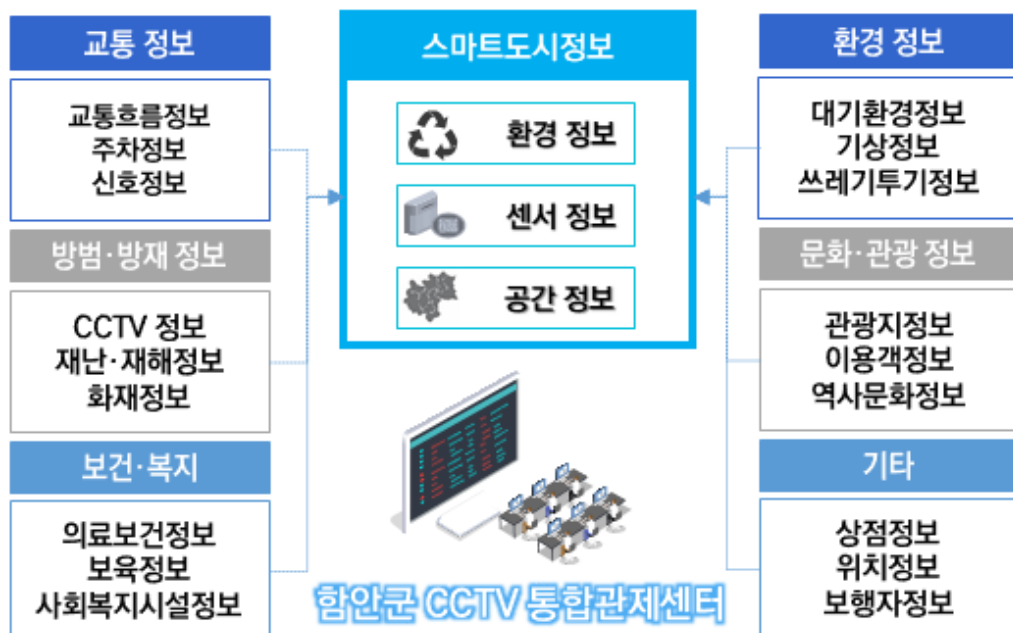 교통 정보
교통흐름정보
주차정보
신호정보
방범·방재 정보
CCTV 정보
재난·재해정보
화재정보
보건·복지
의료보건정보
보육정보
사회복지시설정보
스마트도시정보
환경 정보
센서 정보
공간 정보
함안군 CCTV 통합관제센터
환경 정보
대기환경정보
기상정보
쓰레기투기정보
문화·관광 정보
관광지정보
이용객정보
역사문화정보
기타
상점정보
위치정보
보행자정보